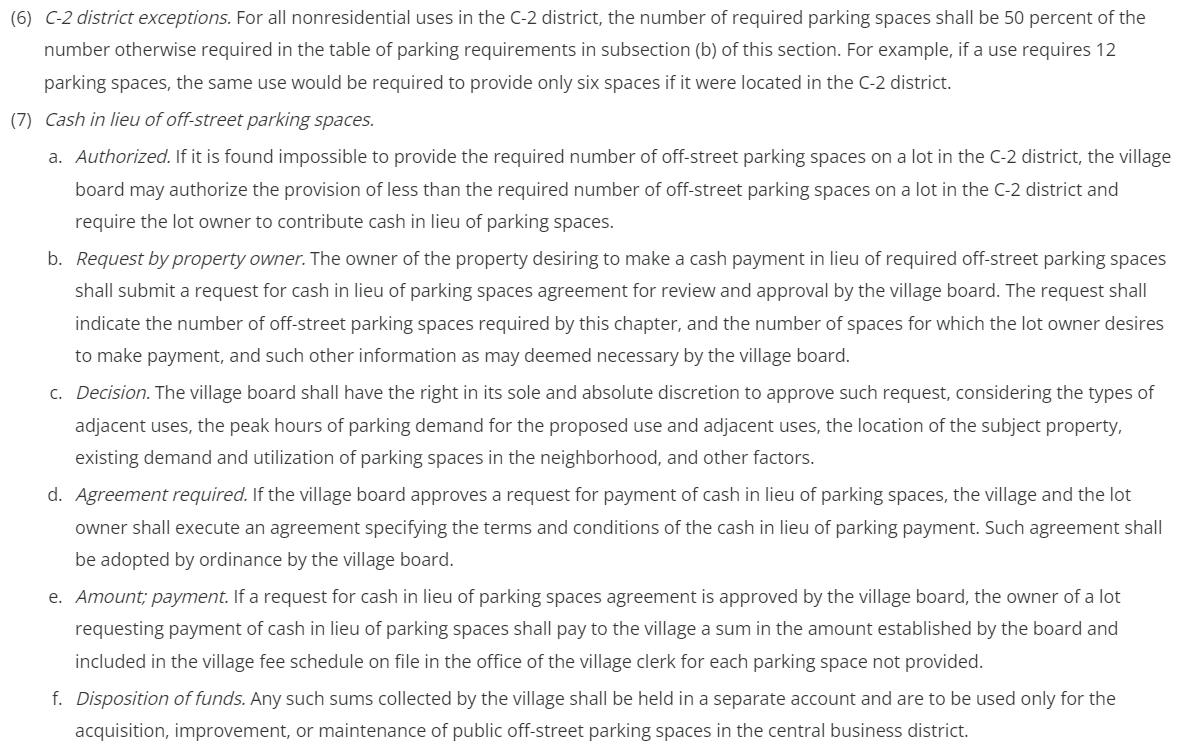 (6) C-2 district exceptions. For all nonresidential uses in the C-2 district, the number of required parking spaces shall be 50 percent of the
number otherwise required in the table of parking requirements in subsection (b) of this section. For example, if a use requires 12
parking spaces, the same use would be required to provide only six spaces if it were located in the C-2 district.
(7) Cash in lieu of off-street parking spaces.
a. Authorized. If it is found impossible to provide the required number of off-street parking spaces on a lot in the C-2 district, the village
board may authorize the provision of less than the required number of off-street parking spaces on a lot in the C-2 district and
require the lot owner to contribute cash in lieu of parking spaces.
b. Request by property owner. The owner of the property desiring to make a cash payment in lieu of required off-street parking spaces
shall submit a request for cash in lieu of parking spaces agreement for review and approval by the village board. The request shall
indicate the number of off-street parking spaces required by this chapter, and the number of spaces for which the lot owner desires
to make payment, and such other information as may deemed necessary by the village board.
c. Decision. The village board shall have the right in its sole and absolute discretion to approve such request, considering the types of
adjacent uses, the peak hours of parking demand for the proposed use and adjacent uses, the location of the subject property,
existing demand and utilization of parking spaces in the neighborhood, and other factors.
d. Agreement required. If the village board approves a request for payment of cash in lieu of parking spaces, the village and the lot
owner shall execute an agreement specifying the terms and conditions of the cash in lieu of parking payment. Such agreement shall
be adopted by ordinance by the village board.
e. Amount; payment. If a request for cash in lieu of parking spaces agreement is approved by the village board, the owner of a lot
requesting payment of cash in lieu of parking spaces shall pay to the village a sum in the amount established by the board and
included in the village fee schedule on file in the office of the village clerk for each parking space not provided.
f. Disposition of funds. Any such sums collected by the village shall be held in a separate account and are to be used only for the
acquisition, improvement, or maintenance of public off-street parking spaces in the central business district.